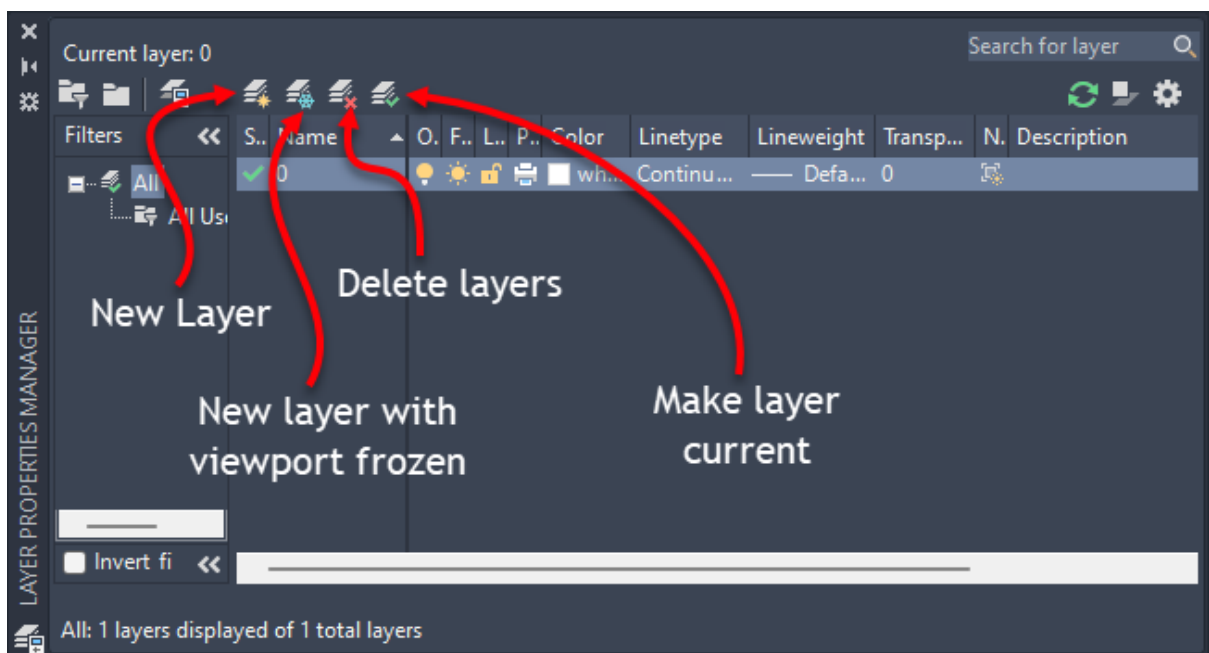 Current layer: 0
Search for layer
Filters
S.. Name O. F.. L.. P.. Color Linetype Lineweight Transp... N. Description
All
0 wh... Continu... Defa... 0
All Use
Delete layers
New Layer
Make layer
current
New layer with
viewport frozen
Invert fi
All: 1 layers displayed of 1 total layers
LAYER PROPERTIES MANAGER